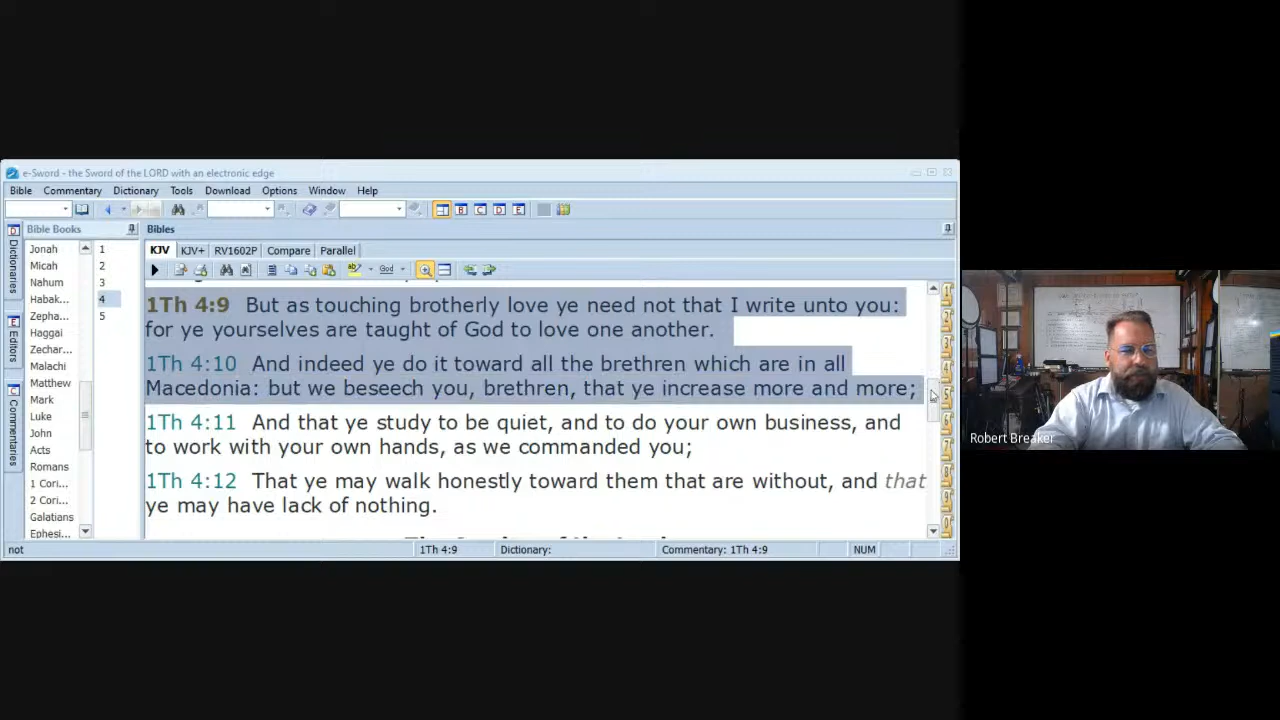 e-Sword - the Sword of the LORD with an electronic edge
Bible Commentary Dictionary Tools Download Options Window Help
B C D E
Bible Books
Bibles
KJV KJV+ RV1602P Compare Parallel
God
Dictionaries
Editors
Commentaries
Jonah
Micah
Nahum
Habak...
Zepha...
Haggai
Zechar...
Malachi
Matthew
Mark
Luke
John
Acts
Romans
1 Cori...
2 Cori...
Galatians
Ephesi...
1
2
3
4
5
1Th 4:9 But as touching brotherly love ye need not that I write unto you:
for ye yourselves are taught of God to love one another.
1Th 4:10 And indeed ye do it toward all the brethren which are in all
Macedonia: but we beseech you, brethren, that ye increase more and more;
1Th 4:11 And that ye study to be quiet, and to do your own business, and
to work with your own hands, as we commanded you;
1Th 4:12 That ye may walk honestly toward them that are without, and that
ye may have lack of nothing.
not 1Th 4:9 Dictionary: Commentary: 1Th 4:9 NUM
Robert Breaker